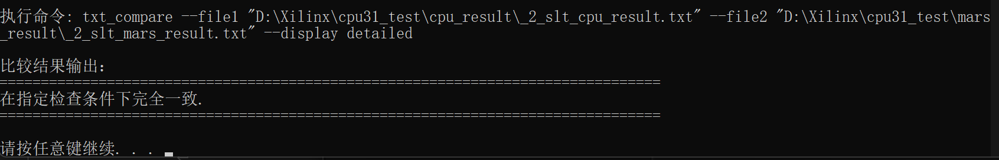 执行命令: txt_compare --file1 "D:\Xilinx\cpu31_test\cpu_result\_2_slt_cpu_result.txt" --file2 "D:\Xilinx\cpu31_test\mars
_result\_2_slt_mars_result.txt" --display detailed
比较结果输出:
================================================================================
在指定检查条件下完全一致.
================================================================================
请按任意键继续. . .